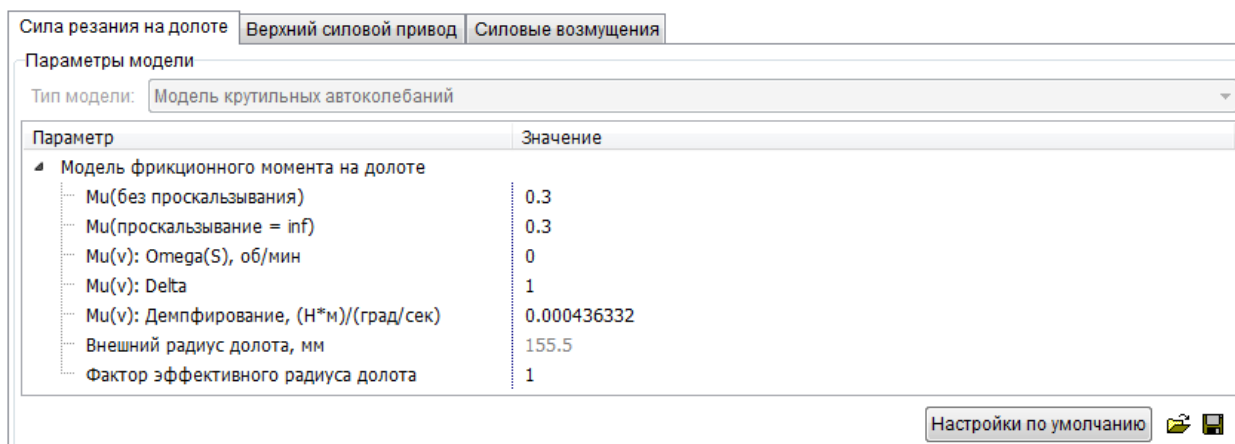 Сила резания на долоте Верхний силовой привод Силовые возмущения
Параметры модели
Тип модели: Модель крутильных автоколебаний
Параметр Значение
Модель фрикционного момента на долоте
Mu(без проскальзывания) 0.3
Mu(проскальзывание = inf) 0.3
Mu(v): Omega(S), об/мин 0
Mu(v): Delta 1
Mu(v): Демпфирование, (Н*м)/(град/сек) 0.000436332
Внешний радиус долота, мм 155.5
Фактор эффективного радиуса долота 1
Настройки по умолчанию